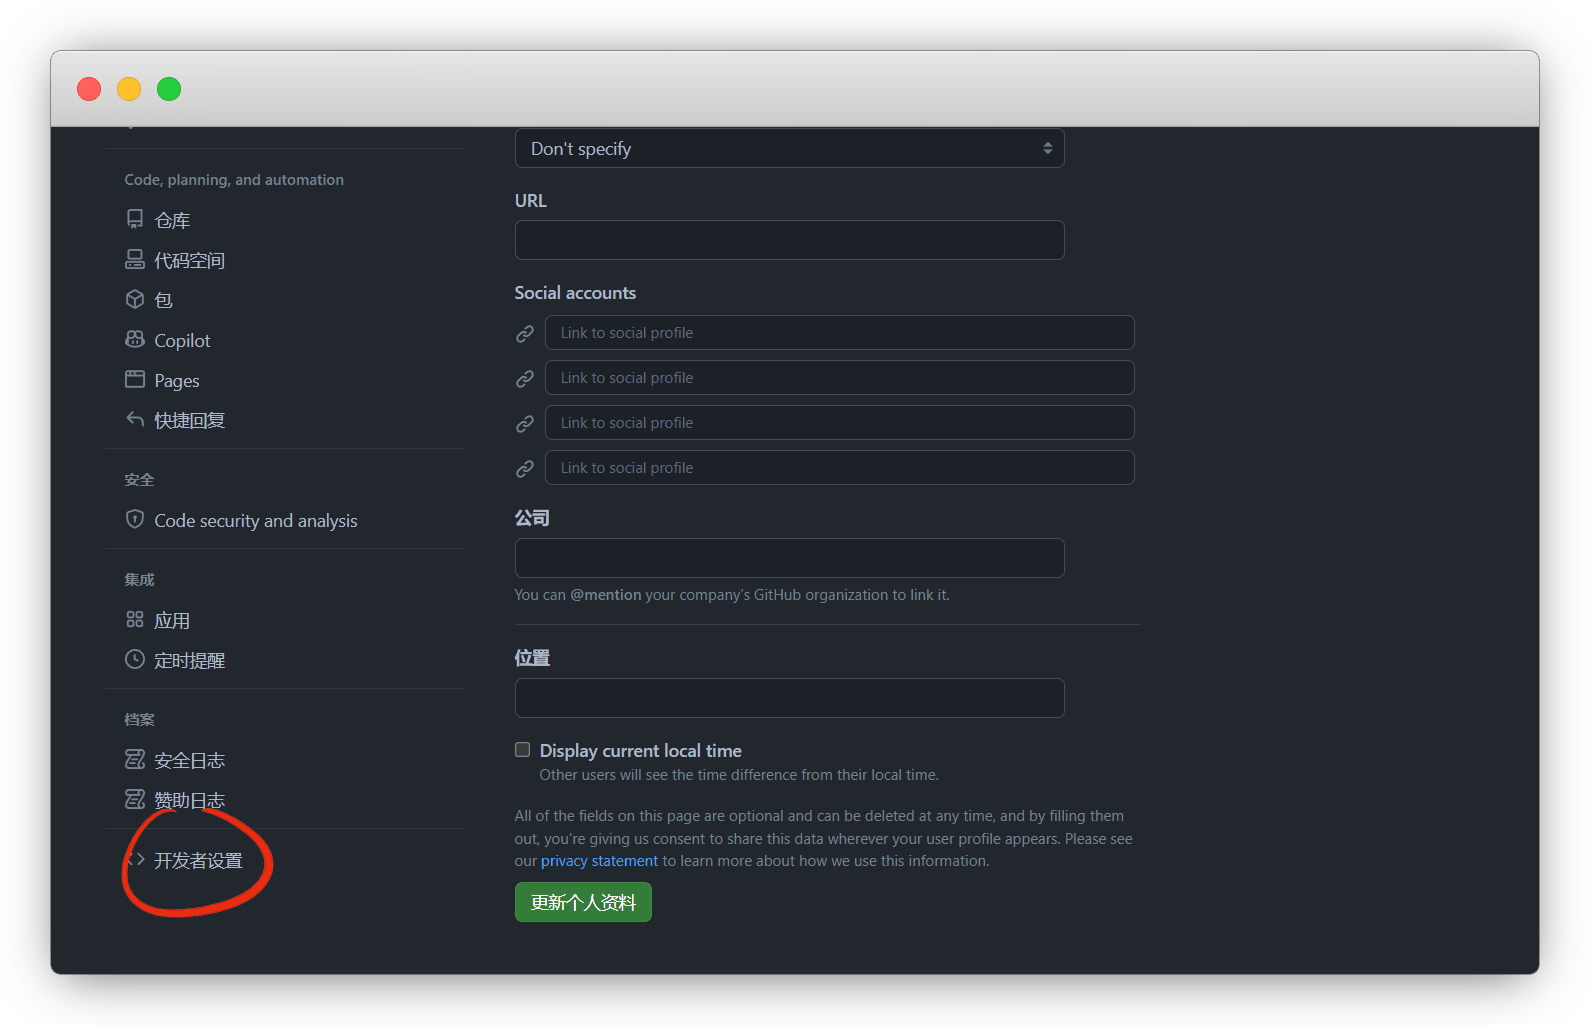 Code, planning, and automation
仓库
代码空间
包
Copilot
Pages
快捷回复
安全
Code security and analysis
集成
应用
定时提醒
档案
安全日志
赞助日志
开发者设置
Don't specify
URL
Social accounts
Link to social profile
Link to social profile
Link to social profile
Link to social profile
公司
You can @mention your company's GitHub organization to link it.
位置
Display current local time
Other users will see the time difference from their local time.
All of the fields on this page are optional and can be deleted at any time, and by filling them
out, you're giving us consent to share this data wherever your user profile appears. Please see
our privacy statement to learn more about how we use this information.
更新个人资料